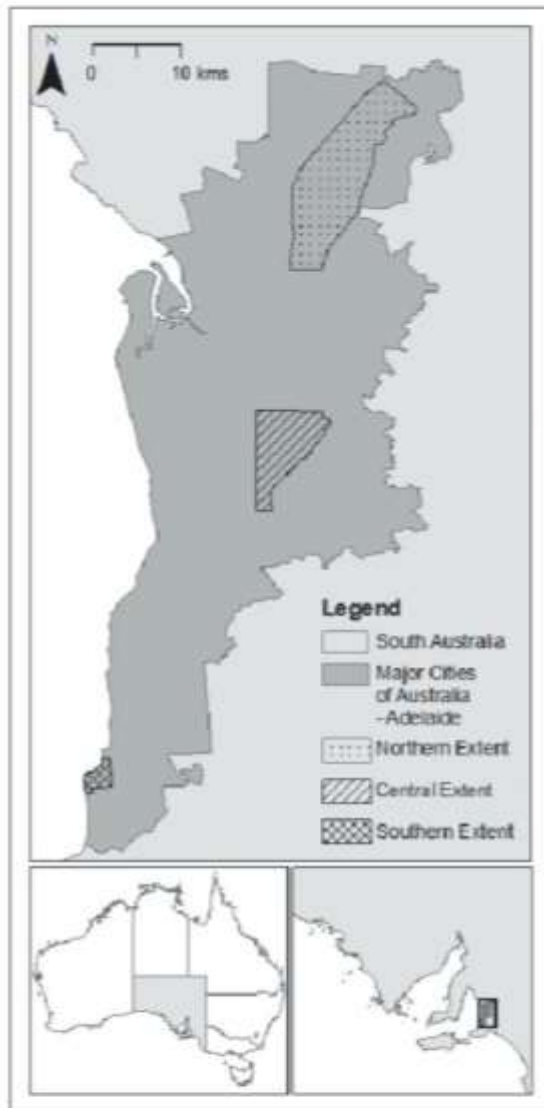 N
0 10 kms
Legend
South Australia
Major Cities
of Australia
-Adelaide
Northern Extent
Central Extent
Southern Extent